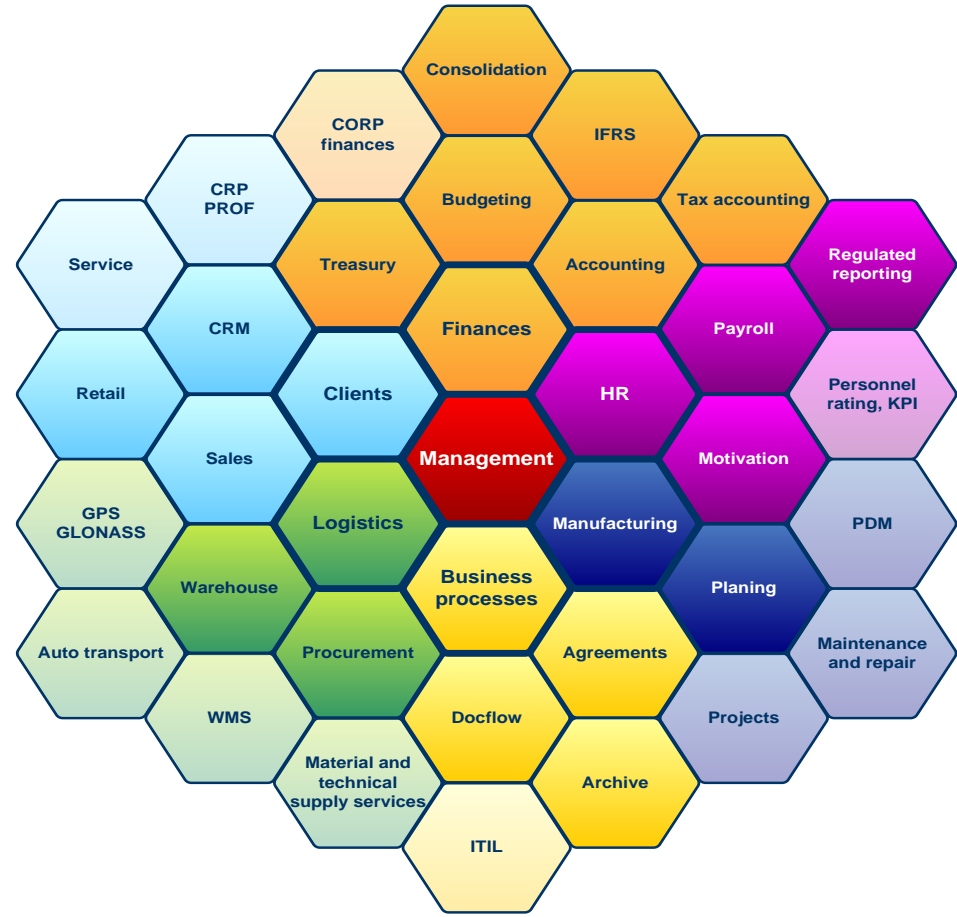 Consolidation
CORP
finances
IFRS
CRP
PROF
Budgeting
Tax accounting
Service
Treasury
Accounting
Regulated
reporting
CRM
Finances
Payroll
Retail
Clients
HR
Personnel
rating, KPI
Sales
Management
Motivation
GPS
GLONASS
Logistics
Manufacturing
PDM
Warehouse
Business
processes
Planing
Auto transport
Procurement
Agreements
Maintenance
and repair
WMS
Docflow
Projects
Material and
technical
supply services
Archive
ITIL